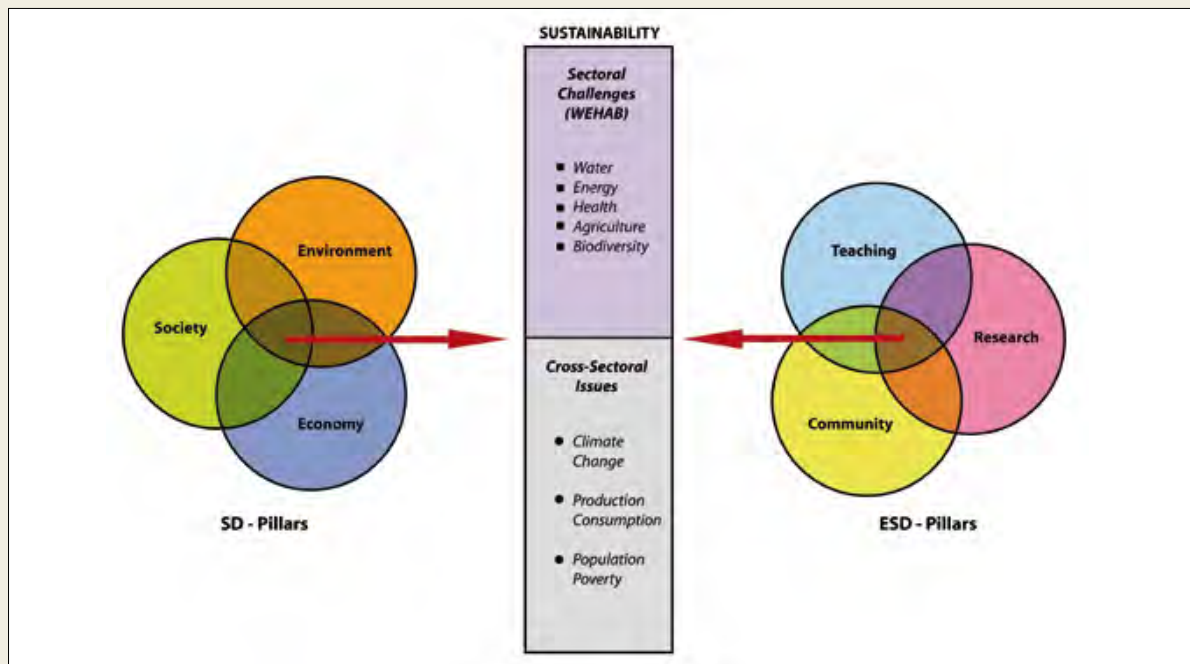 SUSTAINABILITY
Sectoral
Challenges
(WEHAB)
▪ Water
▪ Energy
▪ Health
▪ Agriculture
▪ Biodiversity
Environment
Society
Economy
SD - Pillars
Cross-Sectoral
Issues
• Climate
Change
• Production
Consumption
• Population
Poverty
Teaching
Research
Community
ESD - Pillars